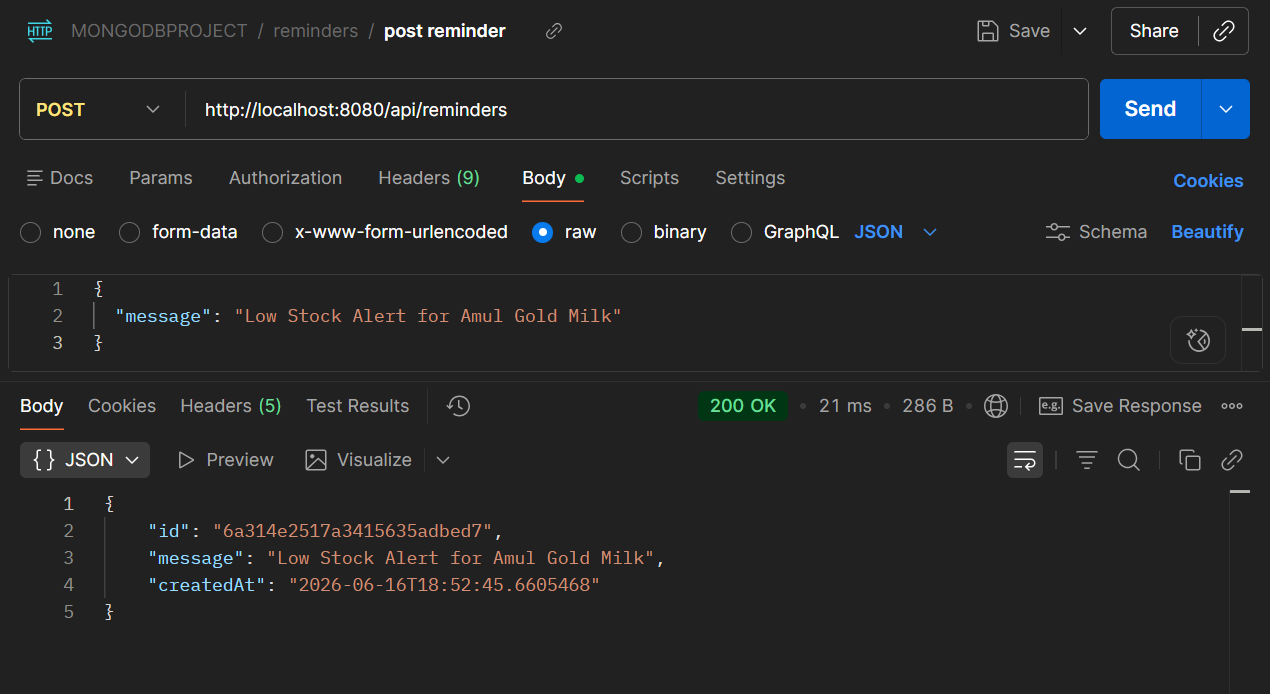 HTTP MONGODBPROJECT / reminders / post reminder Save Share
POST http://localhost:8080/api/reminders Send
Docs Params Authorization Headers (9) Body Scripts Settings Cookies
none form-data x-www-form-urlencoded raw binary GraphQL JSON Schema Beautify
1 {
2 "message": "Low Stock Alert for Amul Gold Milk"
3 }
Body Cookies Headers (5) Test Results 200 OK • 21 ms • 286 B • e.g. Save Response
{ } JSON Preview Visualize
1 {
2 "id": "6a314e2517a3415635adbed7",
3 "message": "Low Stock Alert for Amul Gold Milk",
4 "createdAt": "2026-06-16T18:52:45.6605468"
5 }